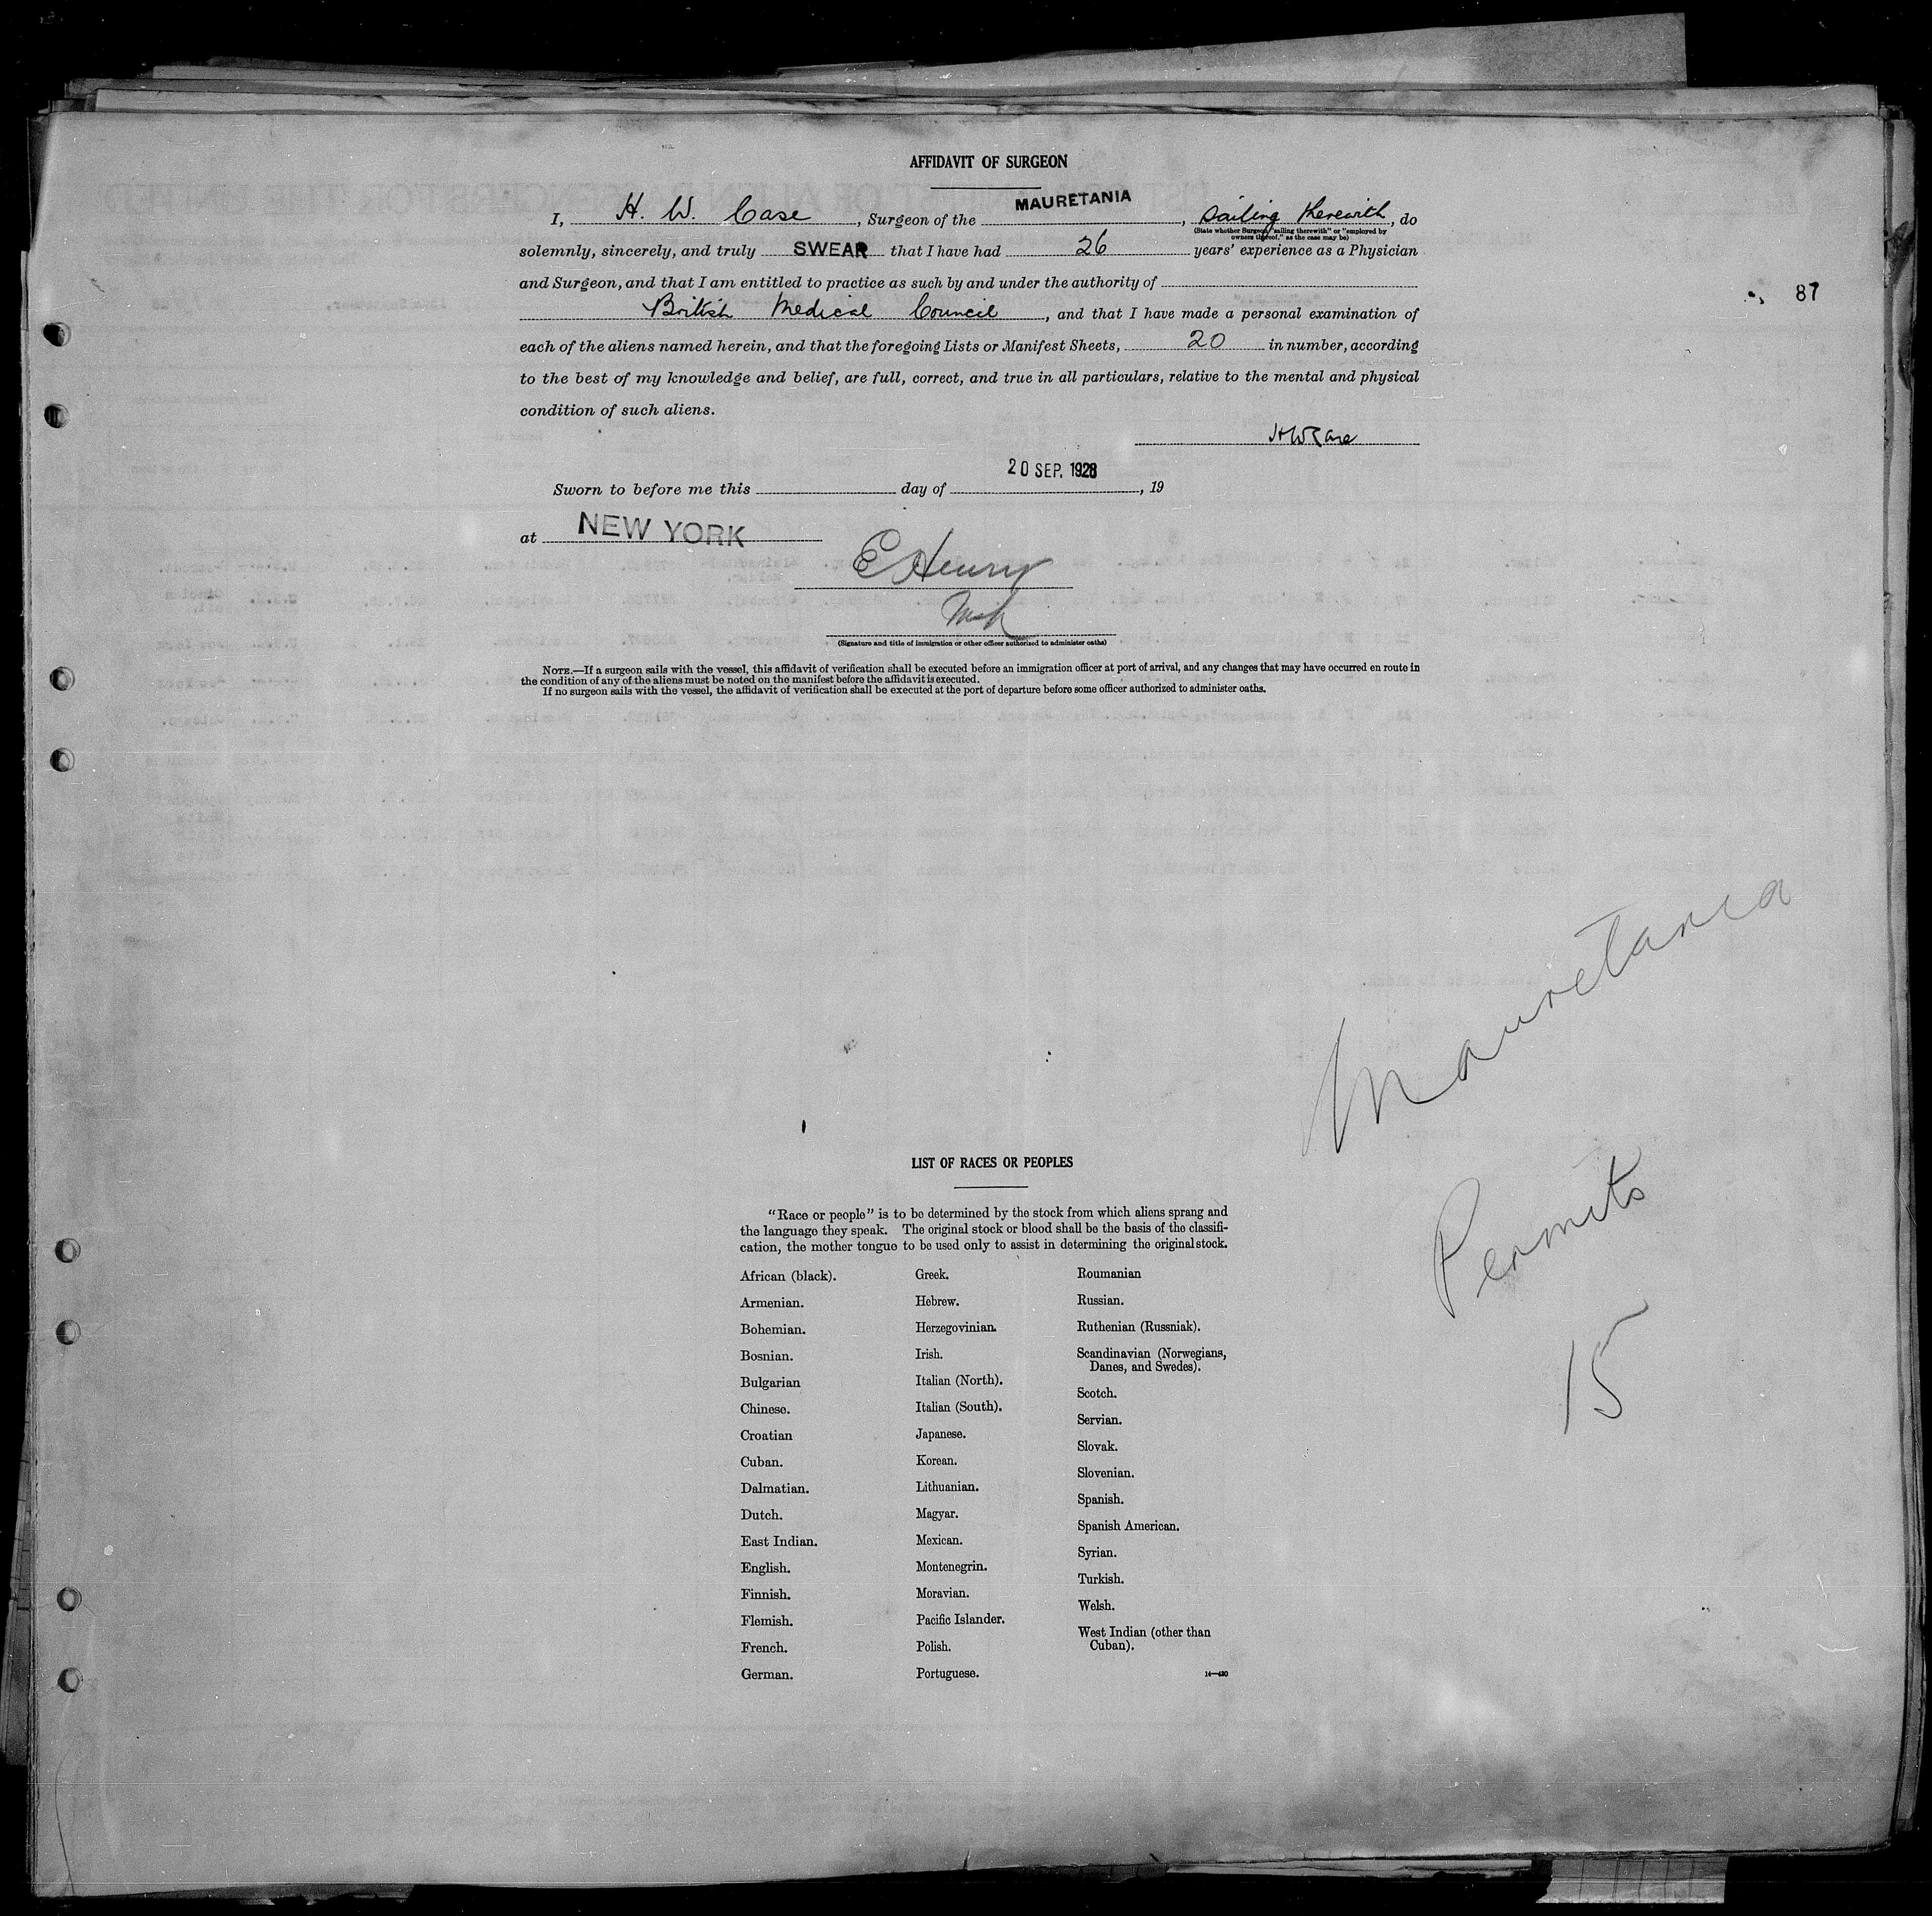 AFFIDAVIT OF SURGEON
I, H. W. Case, Surgeon of the MAURETANIA, Sailing therewith, do
(State whether Surgeon "sailing therewith" or "employed by
owners thereof," as the case may be)
solemnly, sincerely, and truly SWEAR that I have had 26 years' experience as a Physician
and Surgeon, and that I am entitled to practice as such by and under the authority of
British Medical Council, and that I have made a personal examination of
87
each of the aliens named herein, and that the foregoing Lists or Manifest Sheets, 20 in number, according
to the best of my knowledge and belief, are full, correct, and true in all particulars, relative to the mental and physical
condition of such aliens.
HWCase
20 SEP. 1928
Sworn to before me this day of , 19
at NEW YORK
E Henry
(Signature and title of immigration or other officer authorized to administer oaths)
NOTE.—If a surgeon sails with the vessel, this affidavit of verification shall be executed before an immigration officer at port of arrival, and any changes that may have occurred en route in
the condition of any of the aliens must be noted on the manifest before the affidavit is executed.
If no surgeon sails with the vessel, the affidavit of verification shall be executed at the port of departure before some officer authorized to administer oaths.
Mauretania
Permits
15
LIST OF RACES OR PEOPLES
"Race or people" is to be determined by the stock from which aliens sprang and
the language they speak. The original stock or blood shall be the basis of the classifi-
cation, the mother tongue to be used only to assist in determining the original stock.
African (black).
Armenian.
Bohemian.
Bosnian.
Bulgarian
Chinese.
Croatian
Cuban.
Dalmatian.
Dutch.
East Indian.
English.
Finnish.
Flemish.
French.
German.
Greek.
Hebrew.
Herzegovinian.
Irish.
Italian (North).
Italian (South).
Japanese.
Korean.
Lithuanian.
Magyar.
Mexican.
Montenegrin.
Moravian.
Pacific Islander.
Polish.
Portuguese.
Roumanian
Russian.
Ruthenian (Russniak).
Scandinavian (Norwegians,
Danes, and Swedes).
Scotch.
Servian.
Slovak.
Slovenian.
Spanish.
Spanish American.
Syrian.
Turkish.
Welsh.
West Indian (other than
Cuban).
14—430